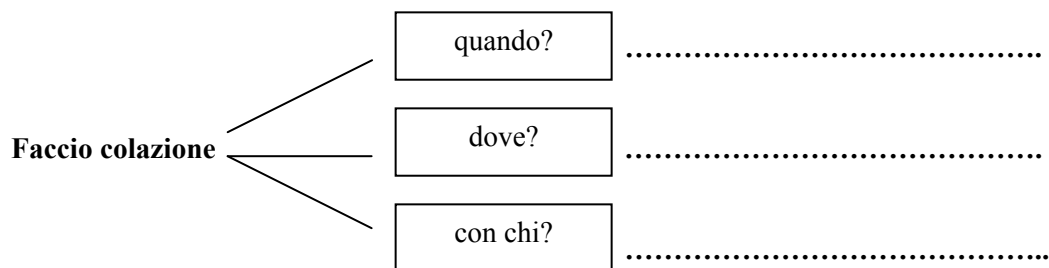 quando? ……………………………………….
Faccio colazione
dove? ……………………………………….
con chi? ………………………………………..